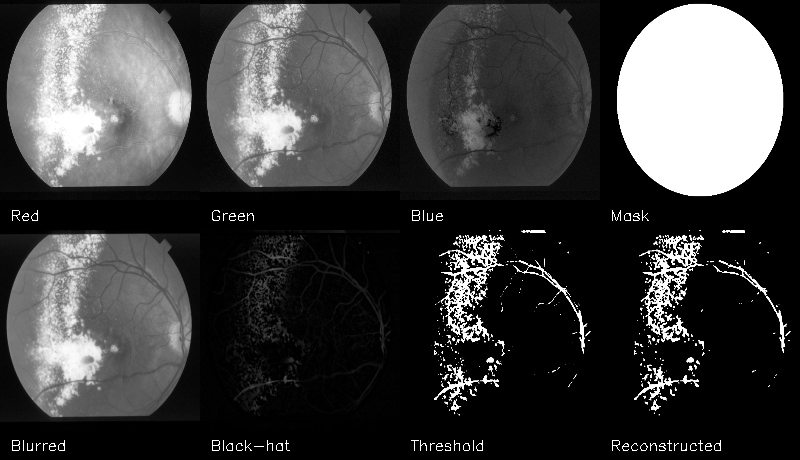 Red
Green
Blue
Mask
Blurred
Black-hat
Threshold
Reconstructed